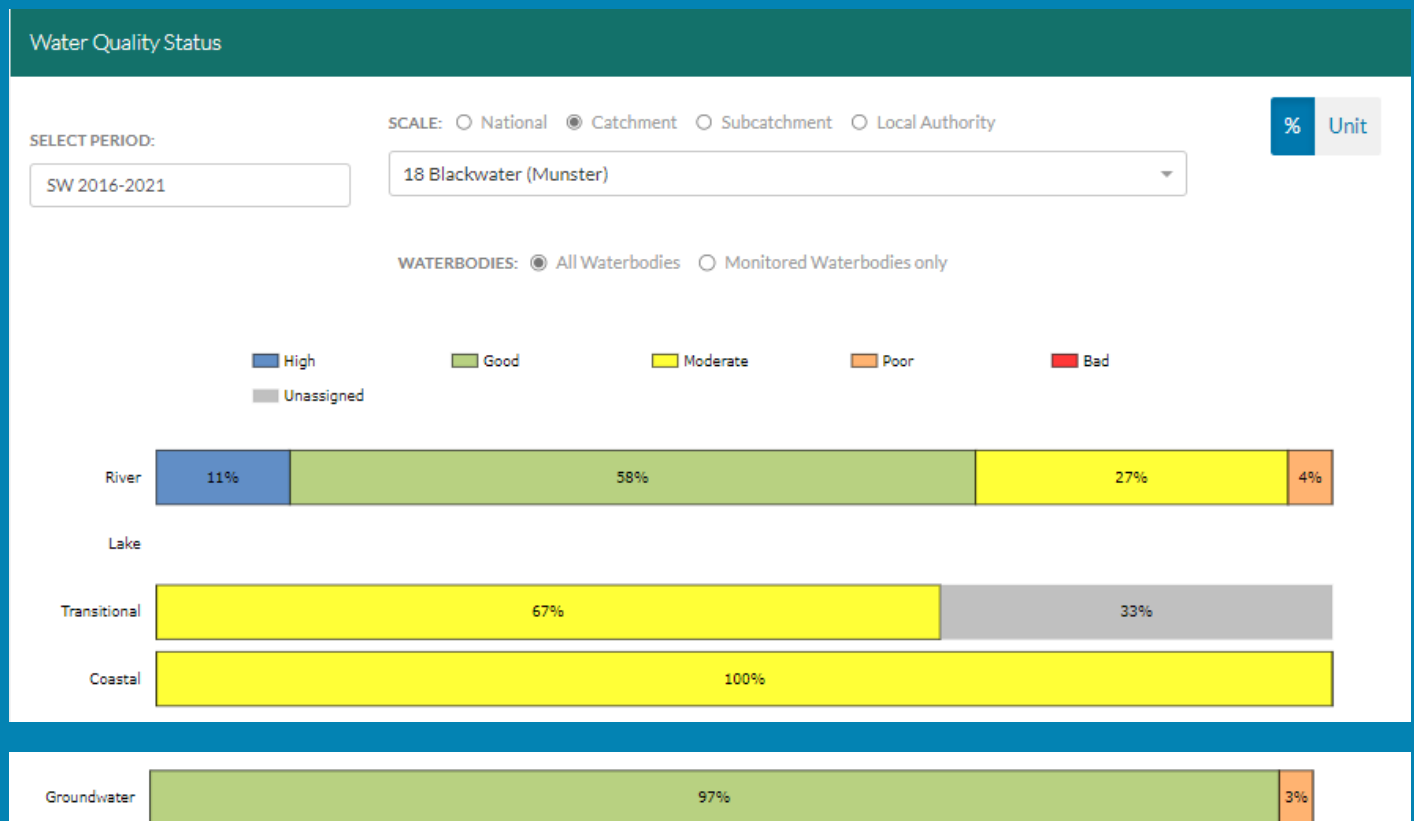 Water Quality Status
SELECT PERIOD:
SW 2016-2021
SCALE: National Catchment Subcatchment Local Authority
18 Blackwater (Munster)
% Unit
WATERBODIES: All Waterbodies Monitored Waterbodies only
High Good Moderate Poor Bad
Unassigned
River 11% 58% 27% 4%
Lake
Transitional 67% 33%
Coastal 100%
Groundwater 97% 3%